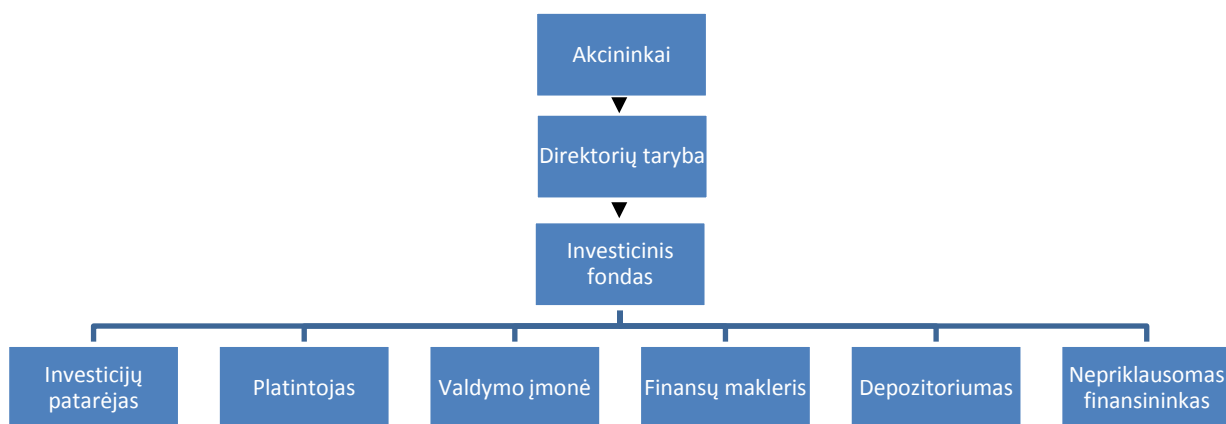 Akcininkai
Direktorių taryba
Investicinis
fondas
Investicijų
patarėjas
Platintojas
Valdymo įmonė
Finansų makleris
Depozitoriumas
Nepriklausomas
finansininkas